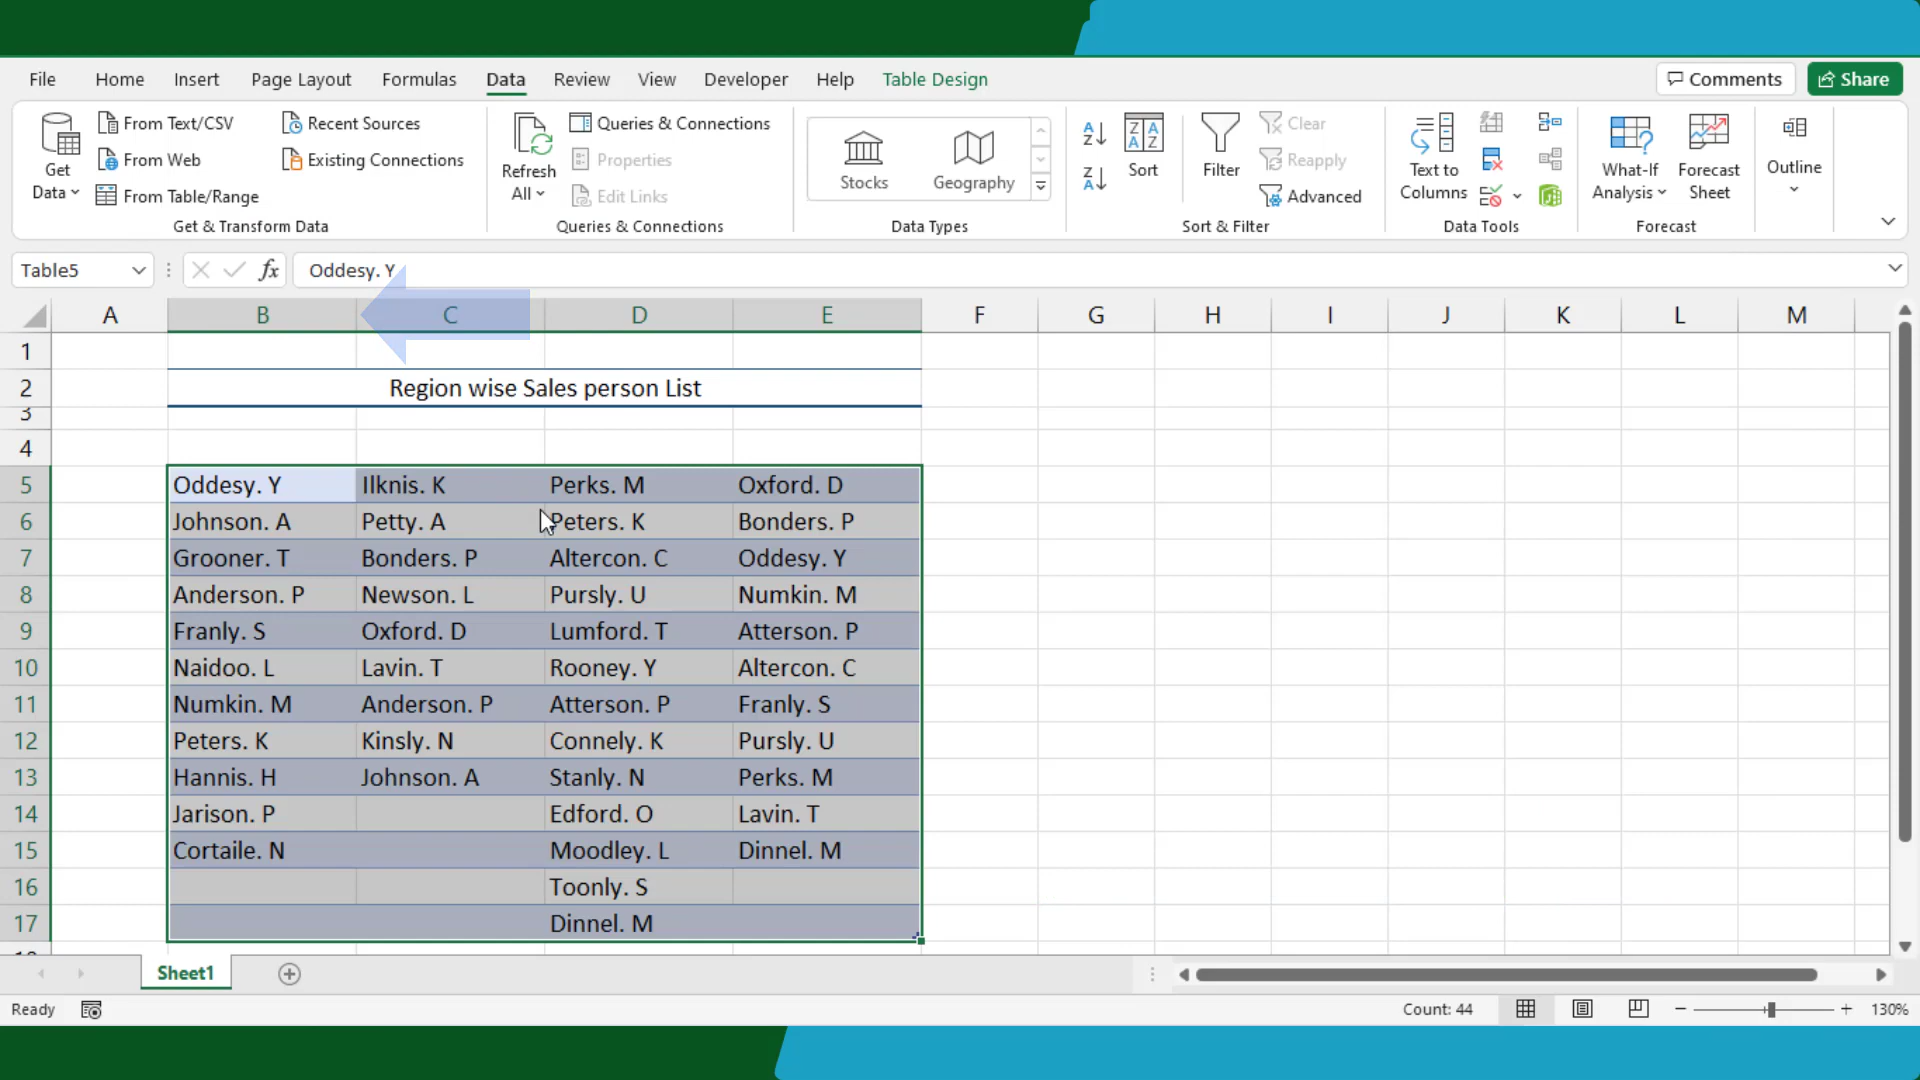 File Home Insert Page Layout Formulas Data Review View Developer Help Table Design Comments Share
Get Data
From Text/CSV
From Web
From Table/Range
Recent Sources
Existing Connections
Get & Transform Data
Refresh All
Queries & Connections
Properties
Edit Links
Queries & Connections
Stocks Geography
Data Types
Sort
Filter
Clear
Reapply
Advanced
Sort & Filter
Text to Columns
Data Tools
What-If Analysis
Forecast Sheet
Forecast
Outline
Table5 fx Oddesy. Y
A B C D E F G H I J K L M
1
2 Region wise Sales person List
3
4
5 Oddesy. Y Ilknis. K Perks. M Oxford. D
6 Johnson. A Petty. A Peters. K Bonders. P
7 Grooner. T Bonders. P Altercon. C Oddesy. Y
8 Anderson. P Newson. L Pursly. U Numkin. M
9 Franly. S Oxford. D Lumford. T Atterson. P
10 Naidoo. L Lavin. T Rooney. Y Altercon. C
11 Numkin. M Anderson. P Atterson. P Franly. S
12 Peters. K Kinsly. N Connely. K Pursly. U
13 Hannis. H Johnson. A Stanly. N Perks. M
14 Jarison. P Edford. O Lavin. T
15 Cortaile. N Moodley. L Dinnel. M
16 Toonly. S
17 Dinnel. M
Sheet1
Ready Count: 44 130%